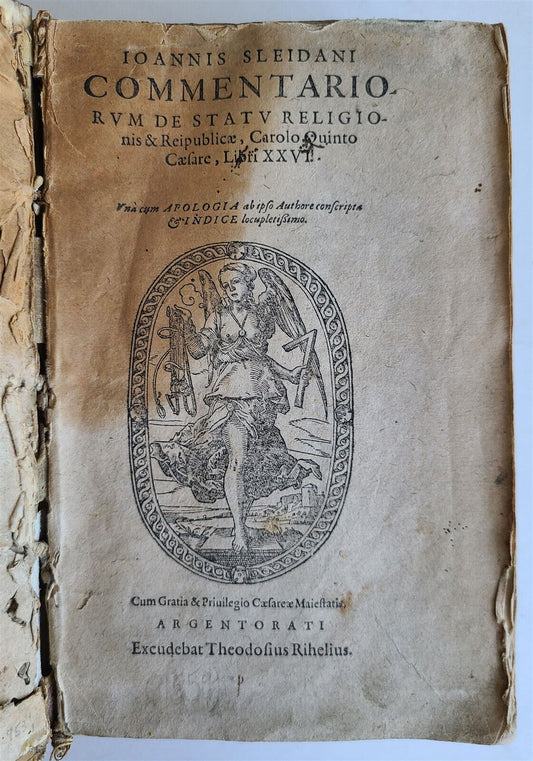 IOANNIS SLEIDANI
COMMENTARIO-
RVM DE STATV RELIGIO-
nis & Reipublicæ, Carolo Quinto
Cæsare, Libri XXVI.
Vnà cum APOLOGIA ab ipso Authore conscripta
& INDICE locupletissimo.
Cum Gratia & Priuilegio Cæsareæ Maiestatis.
ARGENTORATI
Excudebat Theodosius Rihelius.